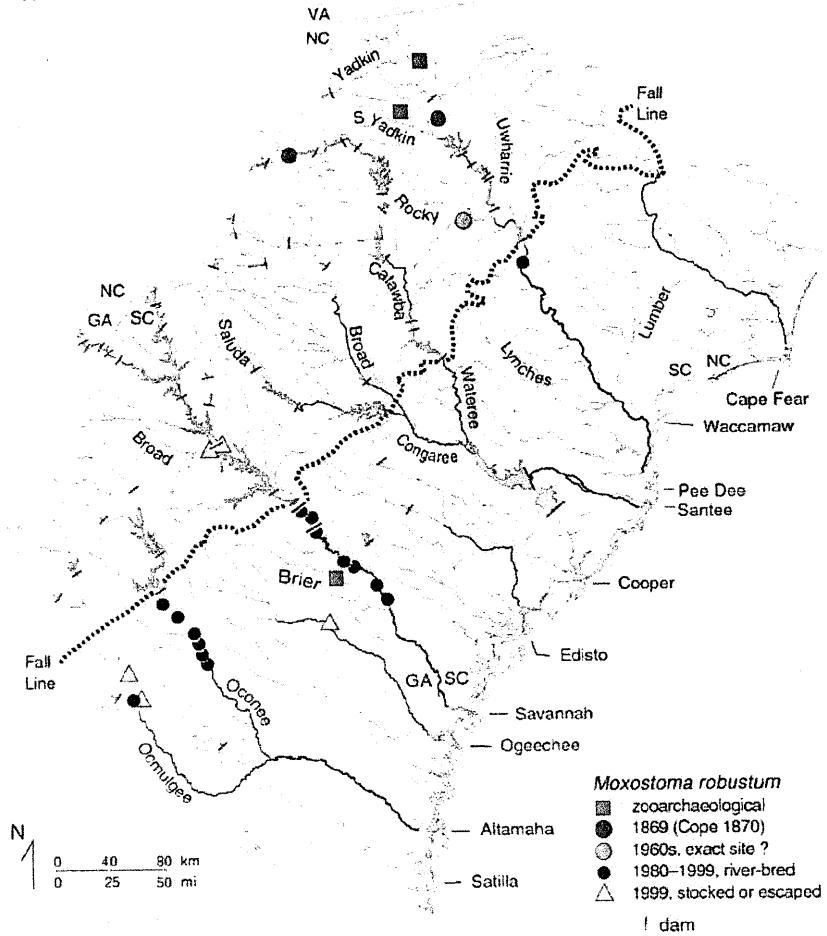 VA
NC
Yadkin
Fall
Line
S Yadkin
Uwharrie
Rocky
NC
GA
SC
Catawba
Lumber
Saluda
Broad
Lynches
SC
NC
Wateree
Cape Fear
Waccamaw
Broad
Congaree
Pee Dee
Santee
Brier
Cooper
Edisto
Fall
Line
GA
SC
Oconee
Savannah
Ogeechee
Ocmulgee
Moxostoma robustum
zooarchaeological
1869 (Cope 1870)
1960s, exact site ?
1980–1999, river-bred
1999, stocked or escaped
dam
N
0 40 80 km
0 25 50 mi
Altamaha
Satilla